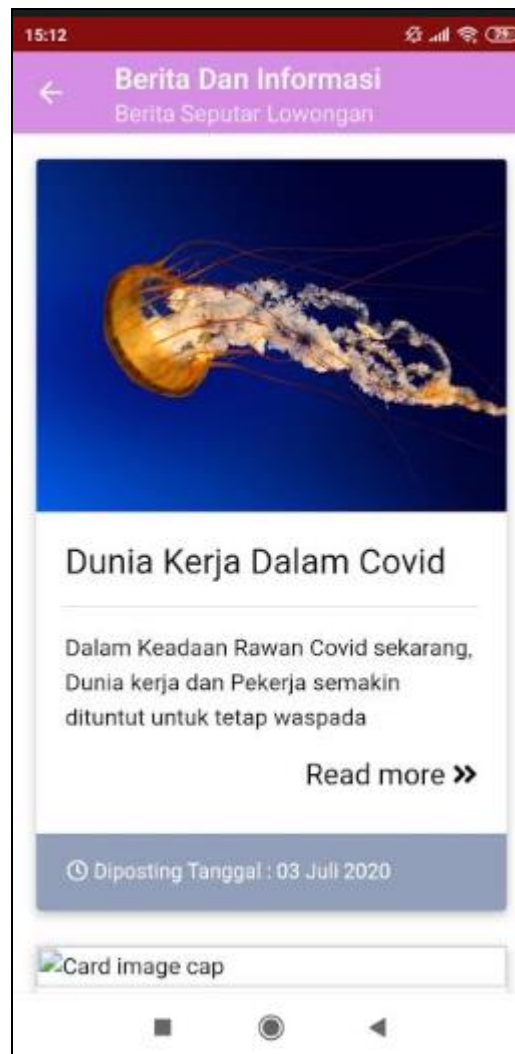 15:12
Berita Dan Informasi
Berita Seputar Lowongan
Dunia Kerja Dalam Covid
Dalam Keadaan Rawan Covid sekarang,
Dunia kerja dan Pekerja semakin
dituntut untuk tetap waspada
Read more »
Diposting Tanggal : 03 Juli 2020
Card image cap